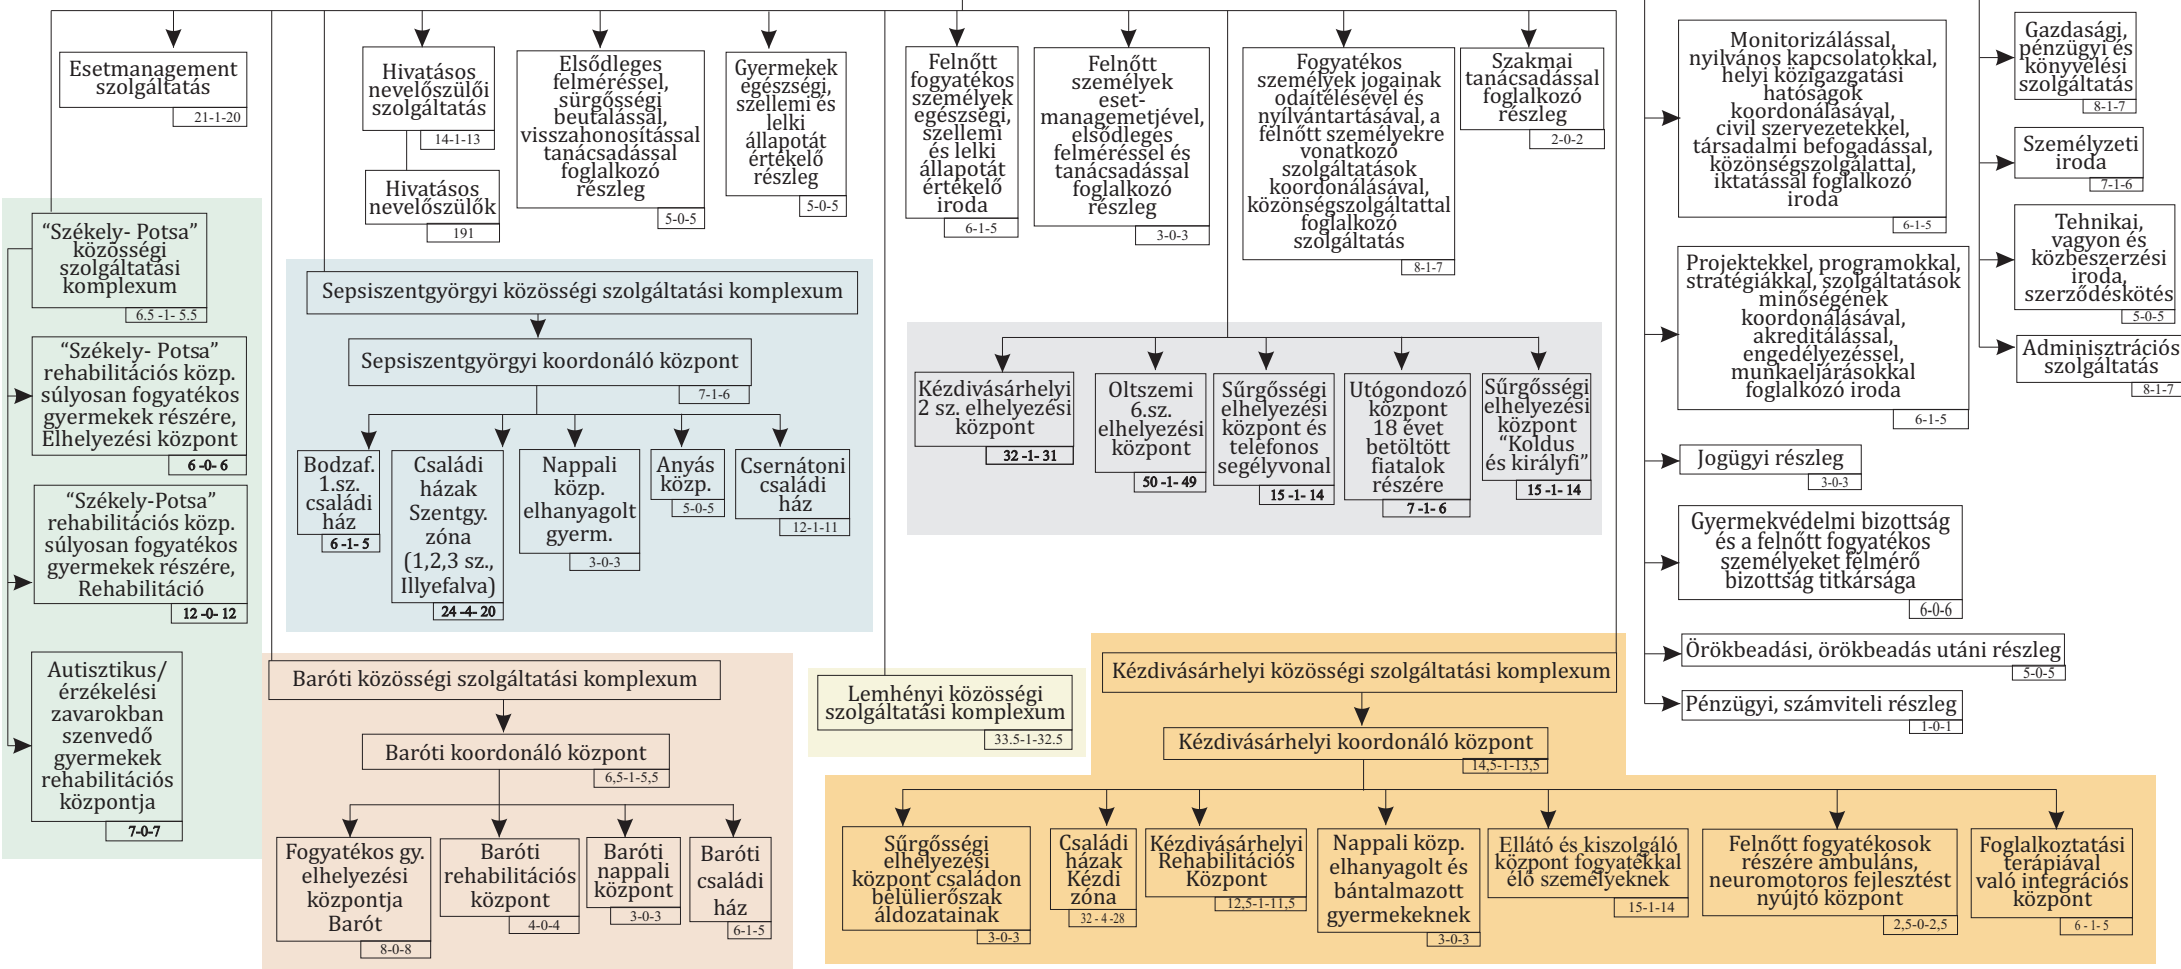 Esetmanagement
szolgáltatás
21-1-20
Hivatásos
nevelőszülői
szolgáltatás
14-1-13
Hivatásos
nevelőszülők
191
Elsődleges
felméréssel,
sürgősségi
beutalással,
visszahonosítással
tanácsadással
foglalkozó
részleg
5-0-5
Gyermekek
egészségi,
szellemi és
lelki
állapotát
értékelő
részleg
5-0-5
Felnőtt
fogyatékos
személyek
egészségi,
szellemi
és lelki
állapotát
értékelő
iroda
6-1-5
Felnőtt
személyek
eset-
managemetjével,
elsődleges
felméréssel és
tanácsadással
foglalkozó
részleg
3-0-3
Fogyatékos
személyek jogainak
odaítélésével és
nyilvántartásával, a
felnőtt személyekre
vonatkozó
szolgáltatások
koordonálásával,
közönségszolgáltattal
foglalkozó
szolgáltatás
8-1-7
Szakmai
tanácsadással
foglalkozó
részleg
2-0-2
Monitorizálással,
nyilvános kapcsolatokkal,
helyi közigazgatási
hatóságok
koordonálásával,
civil szervezetekkel,
társadalmi befogadással,
közönségszolgálattal,
iktatással foglalkozó
iroda
6-1-5
Gazdasági,
pénzügyi és
könyvelési
szolgáltatás
8-1-7
Személyzeti
iroda
7-1-6
Tehnikai,
vagyon és
közbeszerzési
iroda,
szerződéskötés
5-0-5
Adminisztrációs
szolgáltatás
8-1-7
Projektekkel, programokkal,
stratégiákkal, szolgáltatások
minőségének
koordonálásával,
akreditálással,
engedélyezéssel,
munkaeljárásokkal
foglalkozó iroda
6-1-5
Jogügyi részleg
3-0-3
Gyermekvédelmi bizottság
és a felnőtt fogyatékos
személyeket felmérő
bizottság titkársága
6-0-6
Örökbeadási, örökbeadás utáni részleg
5-0-5
Pénzügyi, számviteli részleg
1-0-1
“Székely- Potsa”
közösségi
szolgáltatási
komplexum
6.5 -1- 5.5
“Székely- Potsa”
rehabilitációs közp.
súlyosan fogyatékos
gyermekek részére,
Elhelyezési központ
6 -0- 6
“Székely-Potsa”
rehabilitációs közp.
súlyosan fogyatékos
gyermekek részére,
Rehabilitáció
12 -0- 12
Autisztikus/
érzékelési
zavarokban
szenvedő
gyermekek
rehabilitációs
központja
7-0-7
Sepsiszentgyörgyi közösségi szolgáltatási komplexum
Sepsiszentgyörgyi koordonáló központ
7-1-6
Bodzaf.
1.sz.
családi
ház
6 -1- 5
Családi
házak
Szentgy.
zóna
(1,2,3 sz.,
Illyefalva)
24 -4- 20
Nappali
közp.
elhanyagolt
gyerm.
3-0-3
Anyás
közp.
5-0-5
Csernátoni
családi
ház
12-1-11
Kézdivásárhelyi
2 sz. elhelyezési
központ
32 -1- 31
Oltszemi
6.sz.
elhelyezési
központ
50 -1- 49
Sűrgősségi
elhelyezési
központ és
telefonos
segélyvonal
15 -1- 14
Utógondozó
központ
18 évet
betöltött
fiatalok
részére
7 -1- 6
Sűrgősségi
elhelyezési
központ
“Koldus
és királyfi”
15 -1- 14
Baróti közösségi szolgáltatási komplexum
Baróti koordonáló központ
6,5-1-5,5
Fogyatékos gy.
elhelyezési
központja
Barót
8-0-8
Baróti
rehabilitációs
központ
4-0-4
Baróti
nappali
központ
3-0-3
Baróti
családi
ház
6-1-5
Lemhényi közösségi
szolgáltatási komplexum
33.5-1-32.5
Kézdivásárhelyi közösségi szolgáltatási komplexum
Kézdivásárhelyi koordonáló központ
14,5-1-13,5
Sűrgősségi
elhelyezési
központ családon
belülierőszak
áldozatainak
3-0-3
Családi
házak
Kézdi
zóna
32 - 4 -28
Kézdivásárhelyi
Rehabilitációs
Központ
12,5-1-11,5
Nappali közp.
elhanyagolt és
bántalmazott
gyermekeknek
3-0-3
Ellátó és kiszolgáló
központ fogyatékkal
élő személyeknek
15-1-14
Felnőtt fogyatékosok
részére ambuláns,
neuromotoros fejlesztést
nyújtó központ
2,5-0-2,5
Foglalkoztatási
terápiával
való integrációs
központ
6 - 1- 5